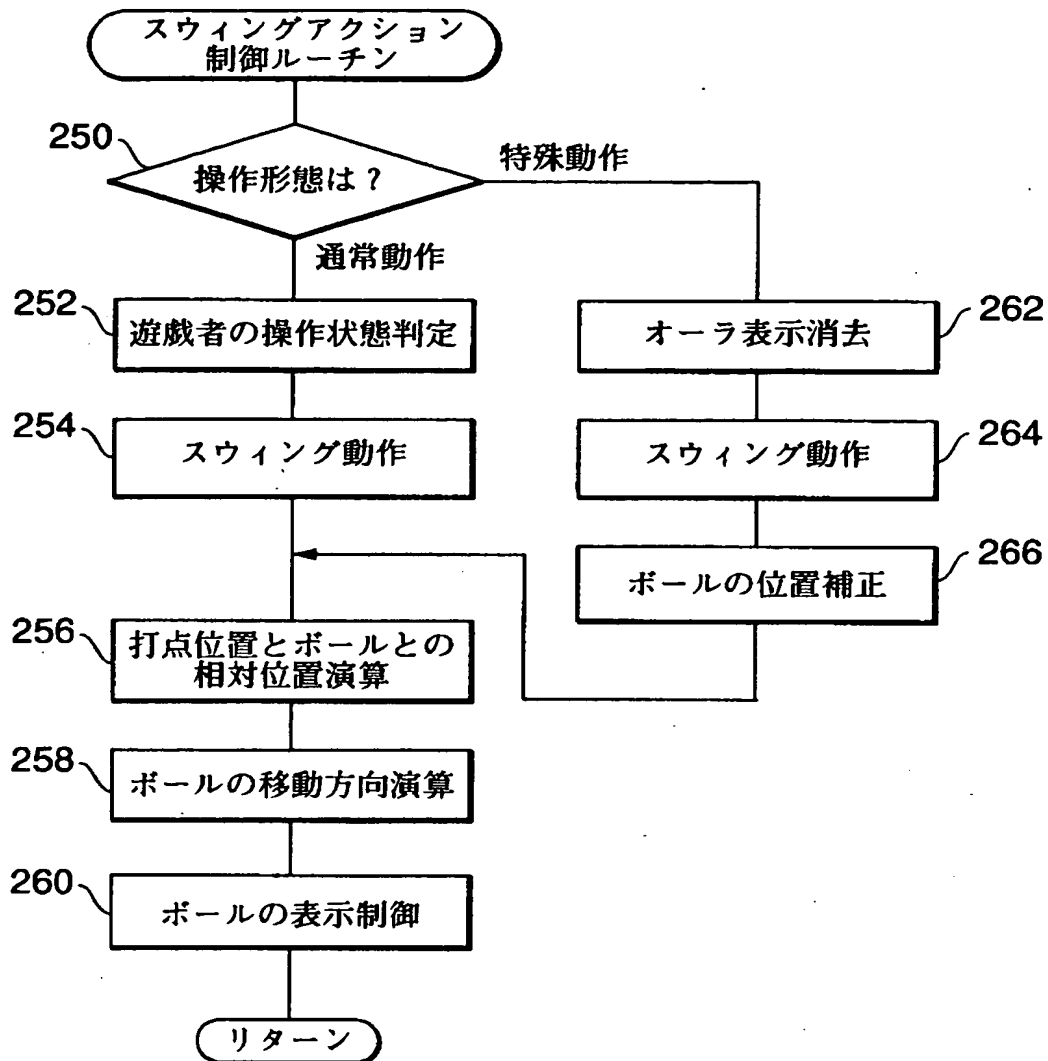 スウィングアクション
制御ルーチン
250
操作形態は？
特殊動作
通常動作
252
遊戯者の操作状態判定
262
オーラ表示消去
254
スウィング動作
264
スウィング動作
266
ボールの位置補正
256
打点位置とボールとの
相対位置演算
258
ボールの移動方向演算
260
ボールの表示制御
リターン